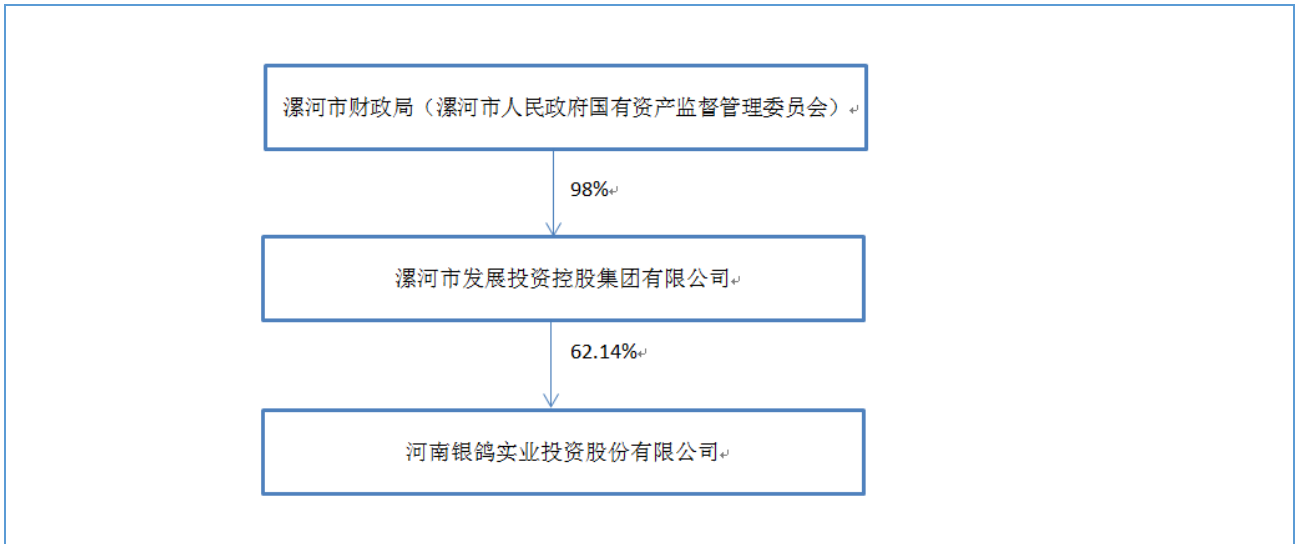 漯河市财政局（漯河市人民政府国有资产监督管理委员会）
98%
漯河市发展投资控股集团有限公司
62.14%
河南银鸽实业投资股份有限公司